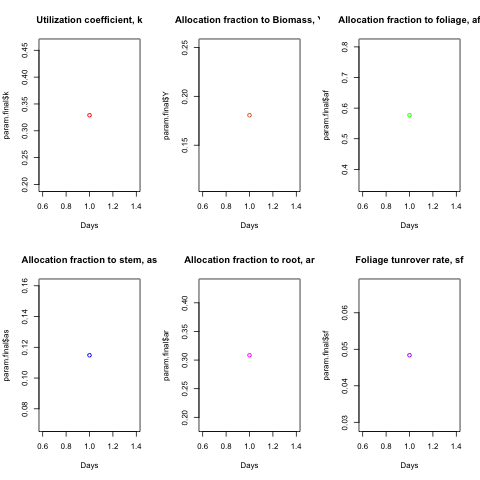 Utilization coefficient, k
Allocation fraction to Biomass,
Allocation fraction to foliage, af
param.final$k
0.20 0.25 0.30 0.35 0.40 0.45
0.6 0.8 1.0 1.2 1.4
Days
param.final$Y
0.15 0.20 0.25
0.6 0.8 1.0 1.2 1.4
Days
param.final$af
0.4 0.5 0.6 0.7 0.8
0.6 0.8 1.0 1.2 1.4
Days
Allocation fraction to stem, as
Allocation fraction to root, ar
Foliage tunrover rate, sf
param.final$as
0.08 0.10 0.12 0.14 0.16
0.6 0.8 1.0 1.2 1.4
Days
param.final$ar
0.20 0.25 0.30 0.35 0.40
0.6 0.8 1.0 1.2 1.4
Days
param.final$sf
0.03 0.04 0.05 0.06
0.6 0.8 1.0 1.2 1.4
Days